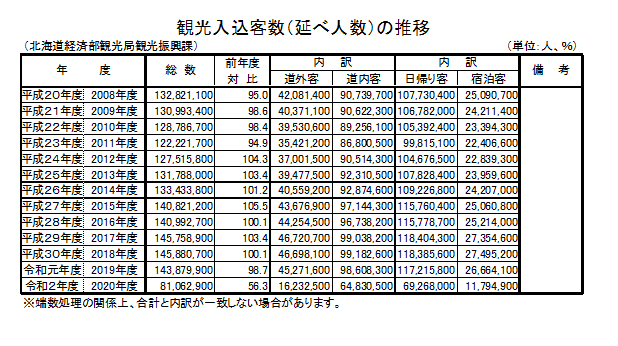 観光入込客数(延べ人数)の推移
(北海道経済部観光局観光振興課) (単位:人、%)
年 度 総 数 前年度対 比 内 訳 内 訳 備 考
道外客 道内客 日帰り客 宿泊客
平成20年度 2008年度 132,821,100 95.0 42,081,400 90,739,700 107,730,400 25,090,700
平成21年度 2009年度 130,993,400 98.6 40,371,100 90,622,300 106,782,000 24,211,400
平成22年度 2010年度 128,786,700 98.4 39,530,600 89,256,100 105,392,400 23,394,300
平成23年度 2011年度 122,221,700 94.9 35,421,200 86,800,500 99,815,100 22,406,600
平成24年度 2012年度 127,515,800 104.3 37,001,500 90,514,300 104,676,500 22,839,300
平成25年度 2013年度 131,788,000 103.4 39,477,500 92,310,500 107,828,400 23,959,600
平成26年度 2014年度 133,433,800 101.2 40,559,200 92,874,600 109,226,800 24,207,000
平成27年度 2015年度 140,821,200 105.5 43,676,900 97,144,300 115,760,400 25,060,800
平成28年度 2016年度 140,992,700 100.1 44,254,500 96,738,200 115,778,700 25,214,000
平成29年度 2017年度 145,758,900 103.4 46,720,700 99,038,200 118,404,300 27,354,600
平成30年度 2018年度 145,880,700 100.1 46,698,100 99,182,600 118,385,600 27,495,200
令和元年度 2019年度 143,879,900 98.7 45,271,600 98,608,300 117,215,800 26,664,100
令和2年度 2020年度 81,062,900 56.3 16,232,500 64,830,500 69,268,000 11,794,900
※端数処理の関係上、合計と内訳が一致しない場合があります。